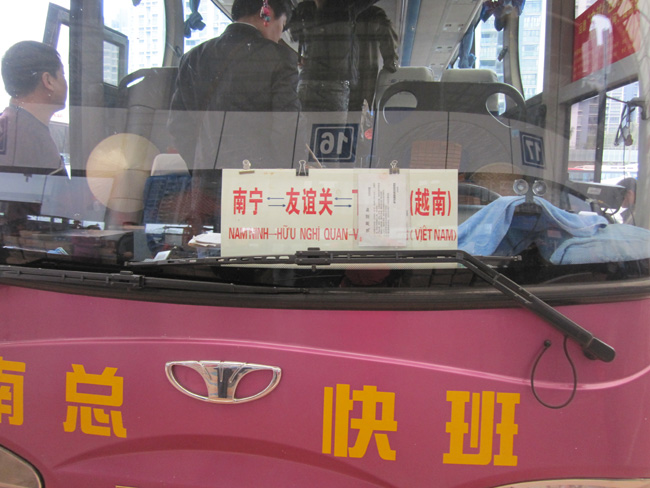 16
17
南宁=友谊关= (越南)
NAM NINH-HỮU NGHỊ QUAN-V (VIỆT NAM)
南总 快班